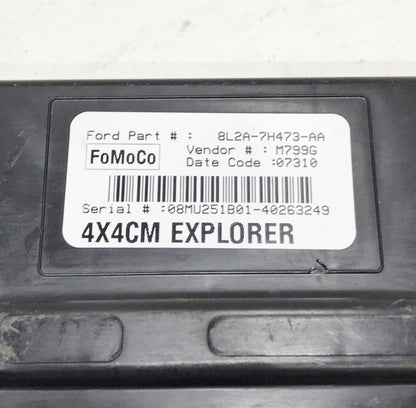 Ford Part # : 8L2A-7H473-AA
FoMoCo
Vendor # : M799G
Date Code :07310
Serial # :08MU251B01-40263249
4X4CM EXPLORER